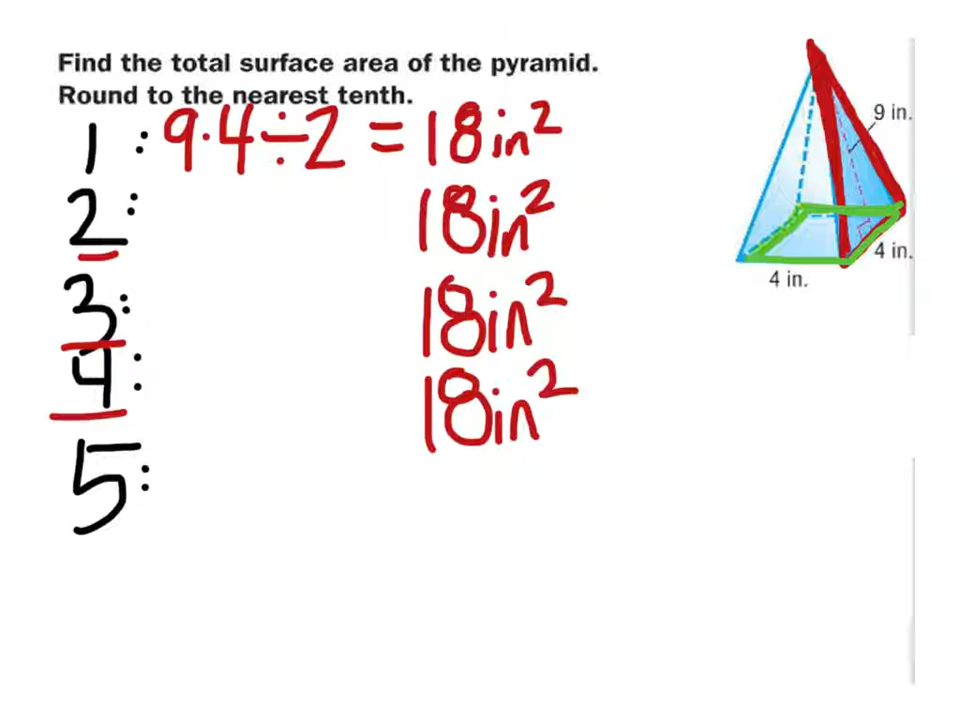 Find the total surface area of the pyramid.
Round to the nearest tenth.
1: 9·4÷2 = 18in²
2: 18in²
3: 18in²
4: 18in²
5:
9 in.
4 in.
4 in.